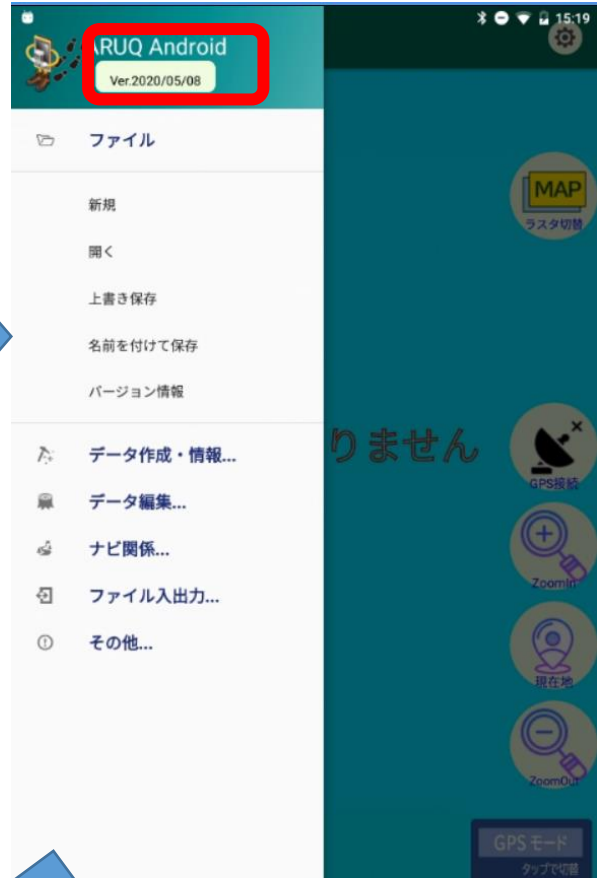 15:19
ARUQ Android
Ver.2020/05/08
ファイル
MAP
ラスタ切替
新規
開く
上書き保存
名前を付けて保存
バージョン情報
データ作成・情報...
りません
GPS接続
データ編集...
ナビ関係...
ZoomIn
ファイル入出力...
その他...
現在地
ZoomOut
GPSモード
タップで切替